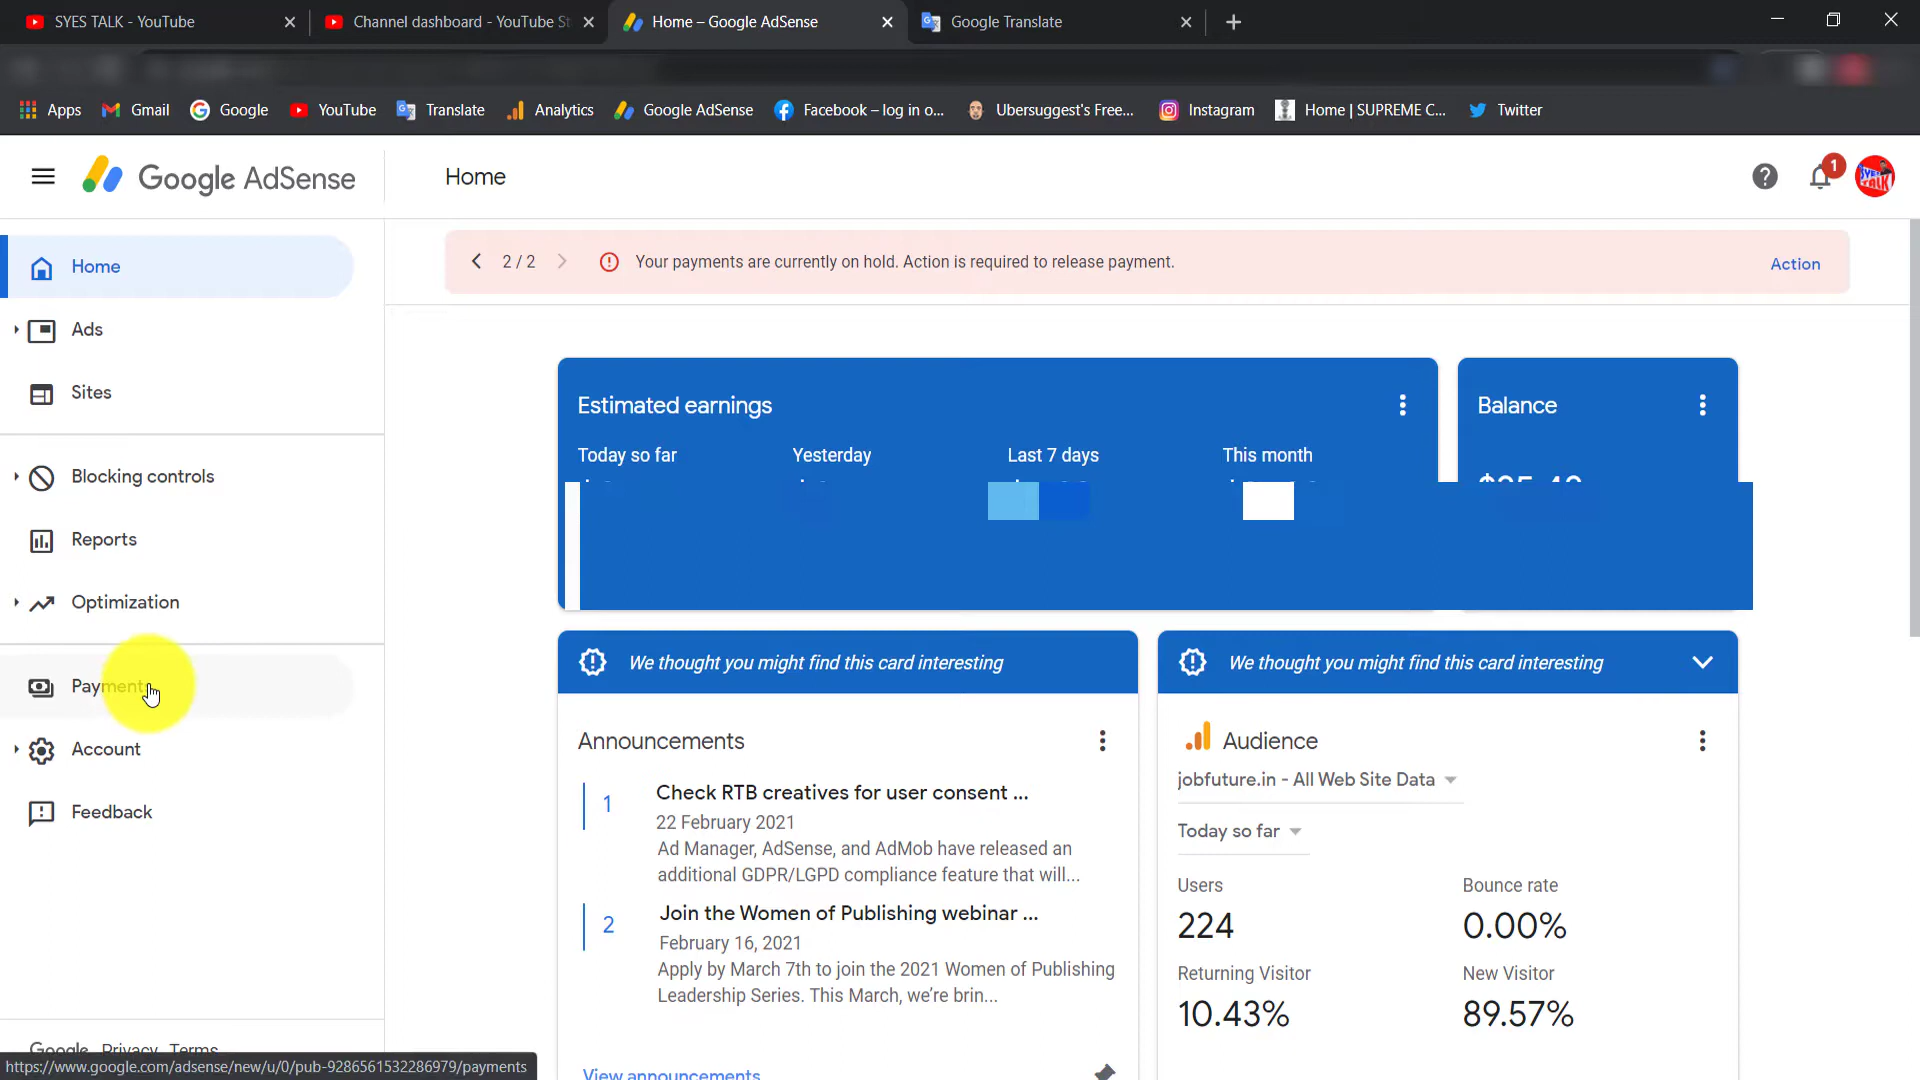 SYES TALK - YouTube
Channel dashboard - YouTube St
Home – Google AdSense
Google Translate
Apps
Gmail
Google
YouTube
Translate
Analytics
Google AdSense
Facebook – log in o...
Ubersuggest's Free...
Instagram
Home | SUPREME C...
Twitter
Google AdSense
Home
1
SYES TALK
Home
2 / 2
Your payments are currently on hold. Action is required to release payment.
Action
Ads
Sites
Blocking controls
Reports
Optimization
Payments
Account
Feedback
Estimated earnings
Today so far
Yesterday
Last 7 days
This month
Balance
We thought you might find this card interesting
We thought you might find this card interesting
Announcements
1
Check RTB creatives for user consent ...
22 February 2021
Ad Manager, AdSense, and AdMob have released an
additional GDPR/LGPD compliance feature that will...
2
Join the Women of Publishing webinar ...
February 16, 2021
Apply by March 7th to join the 2021 Women of Publishing
Leadership Series. This March, we're brin...
View announcements
Audience
jobfuture.in - All Web Site Data
Today so far
Users
Bounce rate
224
0.00%
Returning Visitor
New Visitor
10.43%
89.57%
Google Privacy Terms
https://www.google.com/adsense/new/u/0/pub-9286561532286979/payments